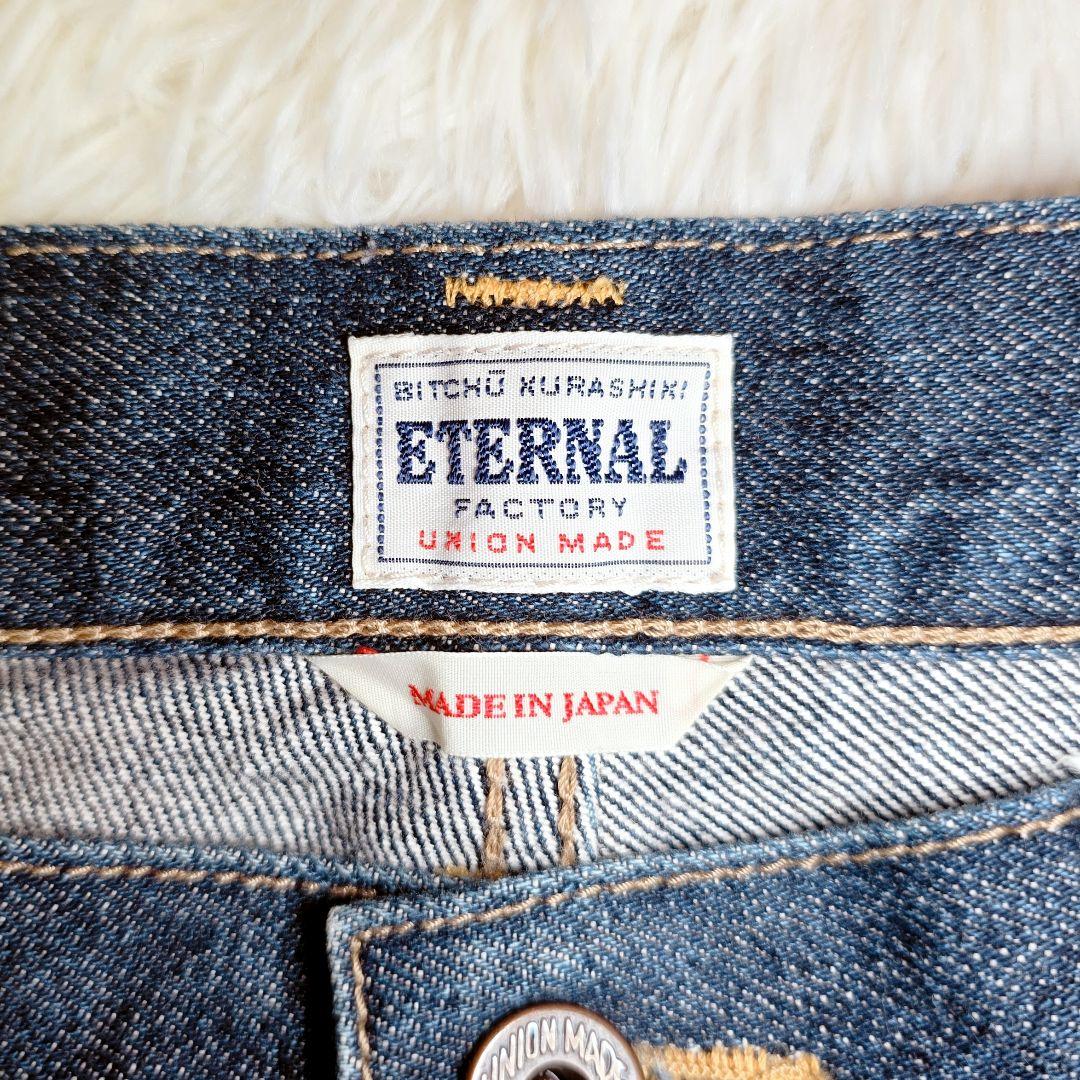 BITCHŪ KURASHIKI
ETERNAL
FACTORY
UNION MADE
MADE IN JAPAN
UNION MADE